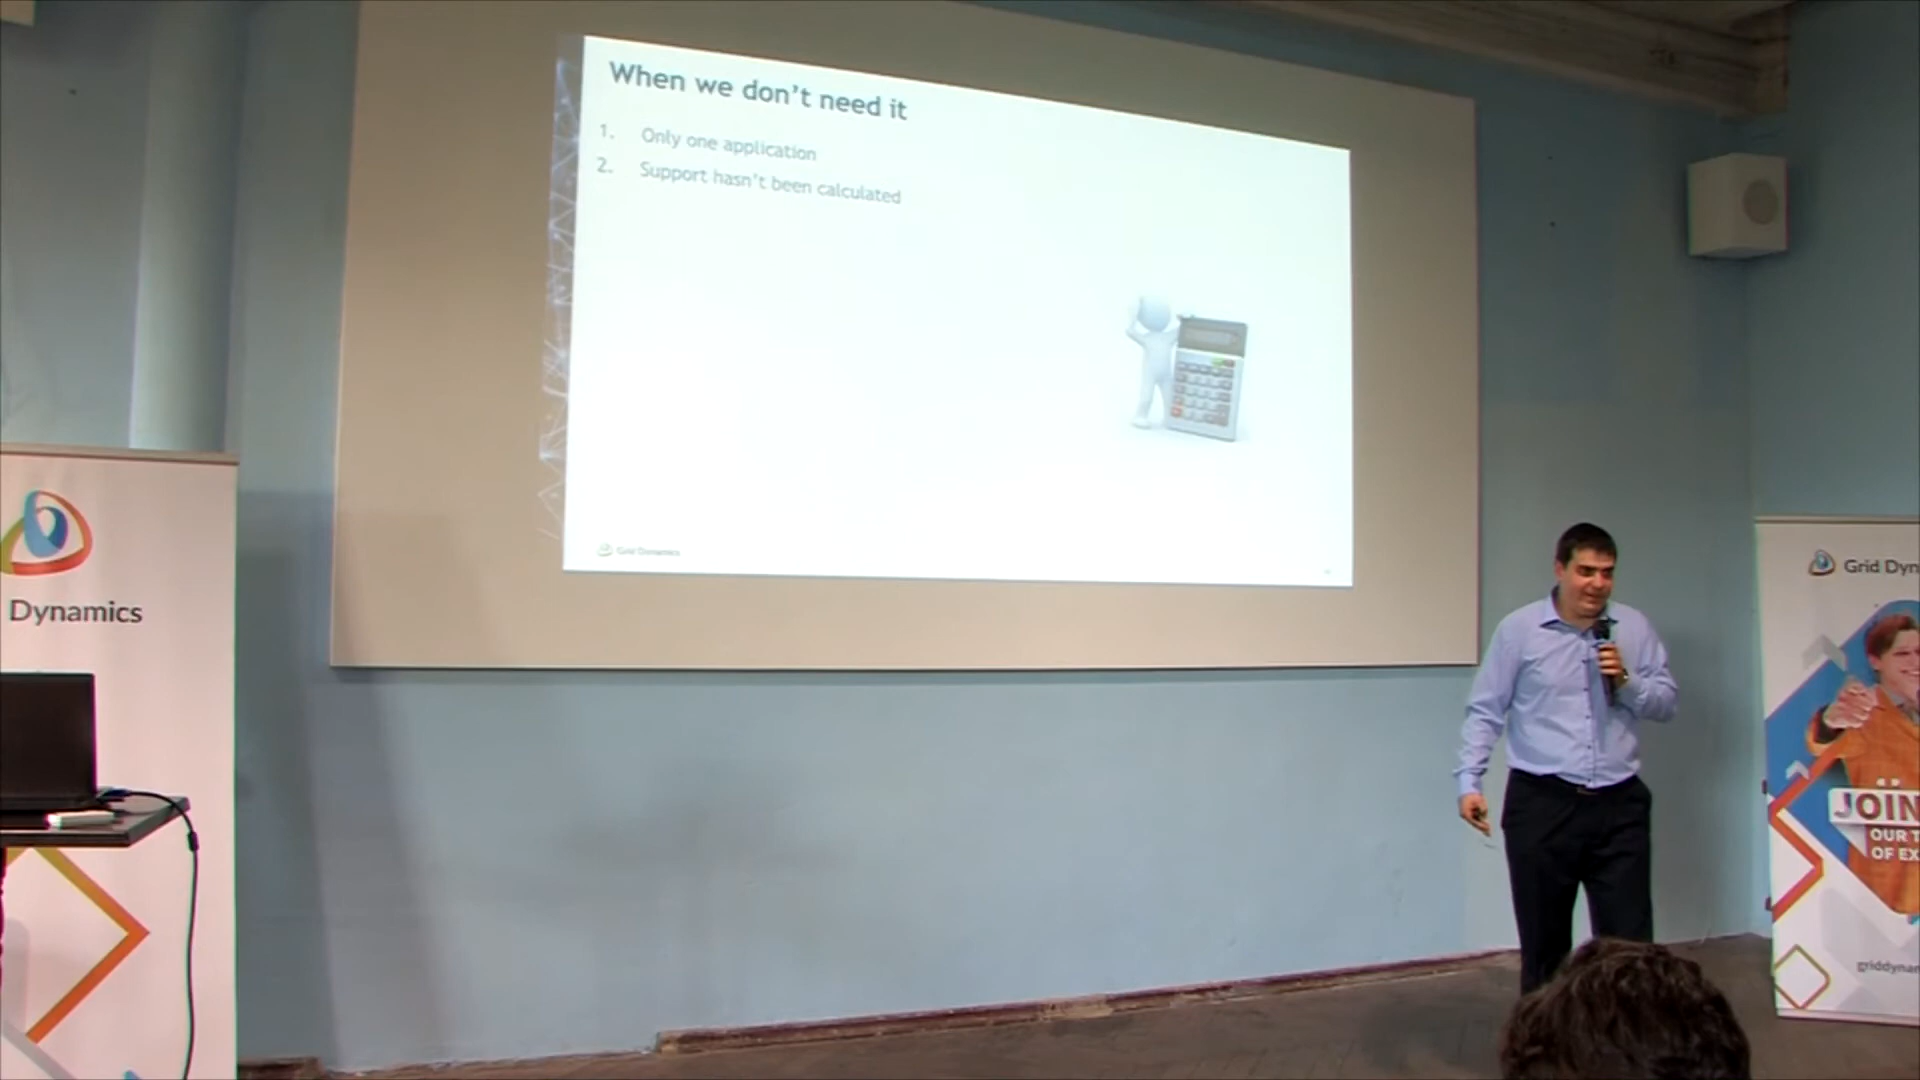 When we don't need it
1. Only one application
2. Support hasn't been calculated
Grid Dynamics
Dynamics
Grid Dyn
JOIN
OUR T
OF EX
griddynam